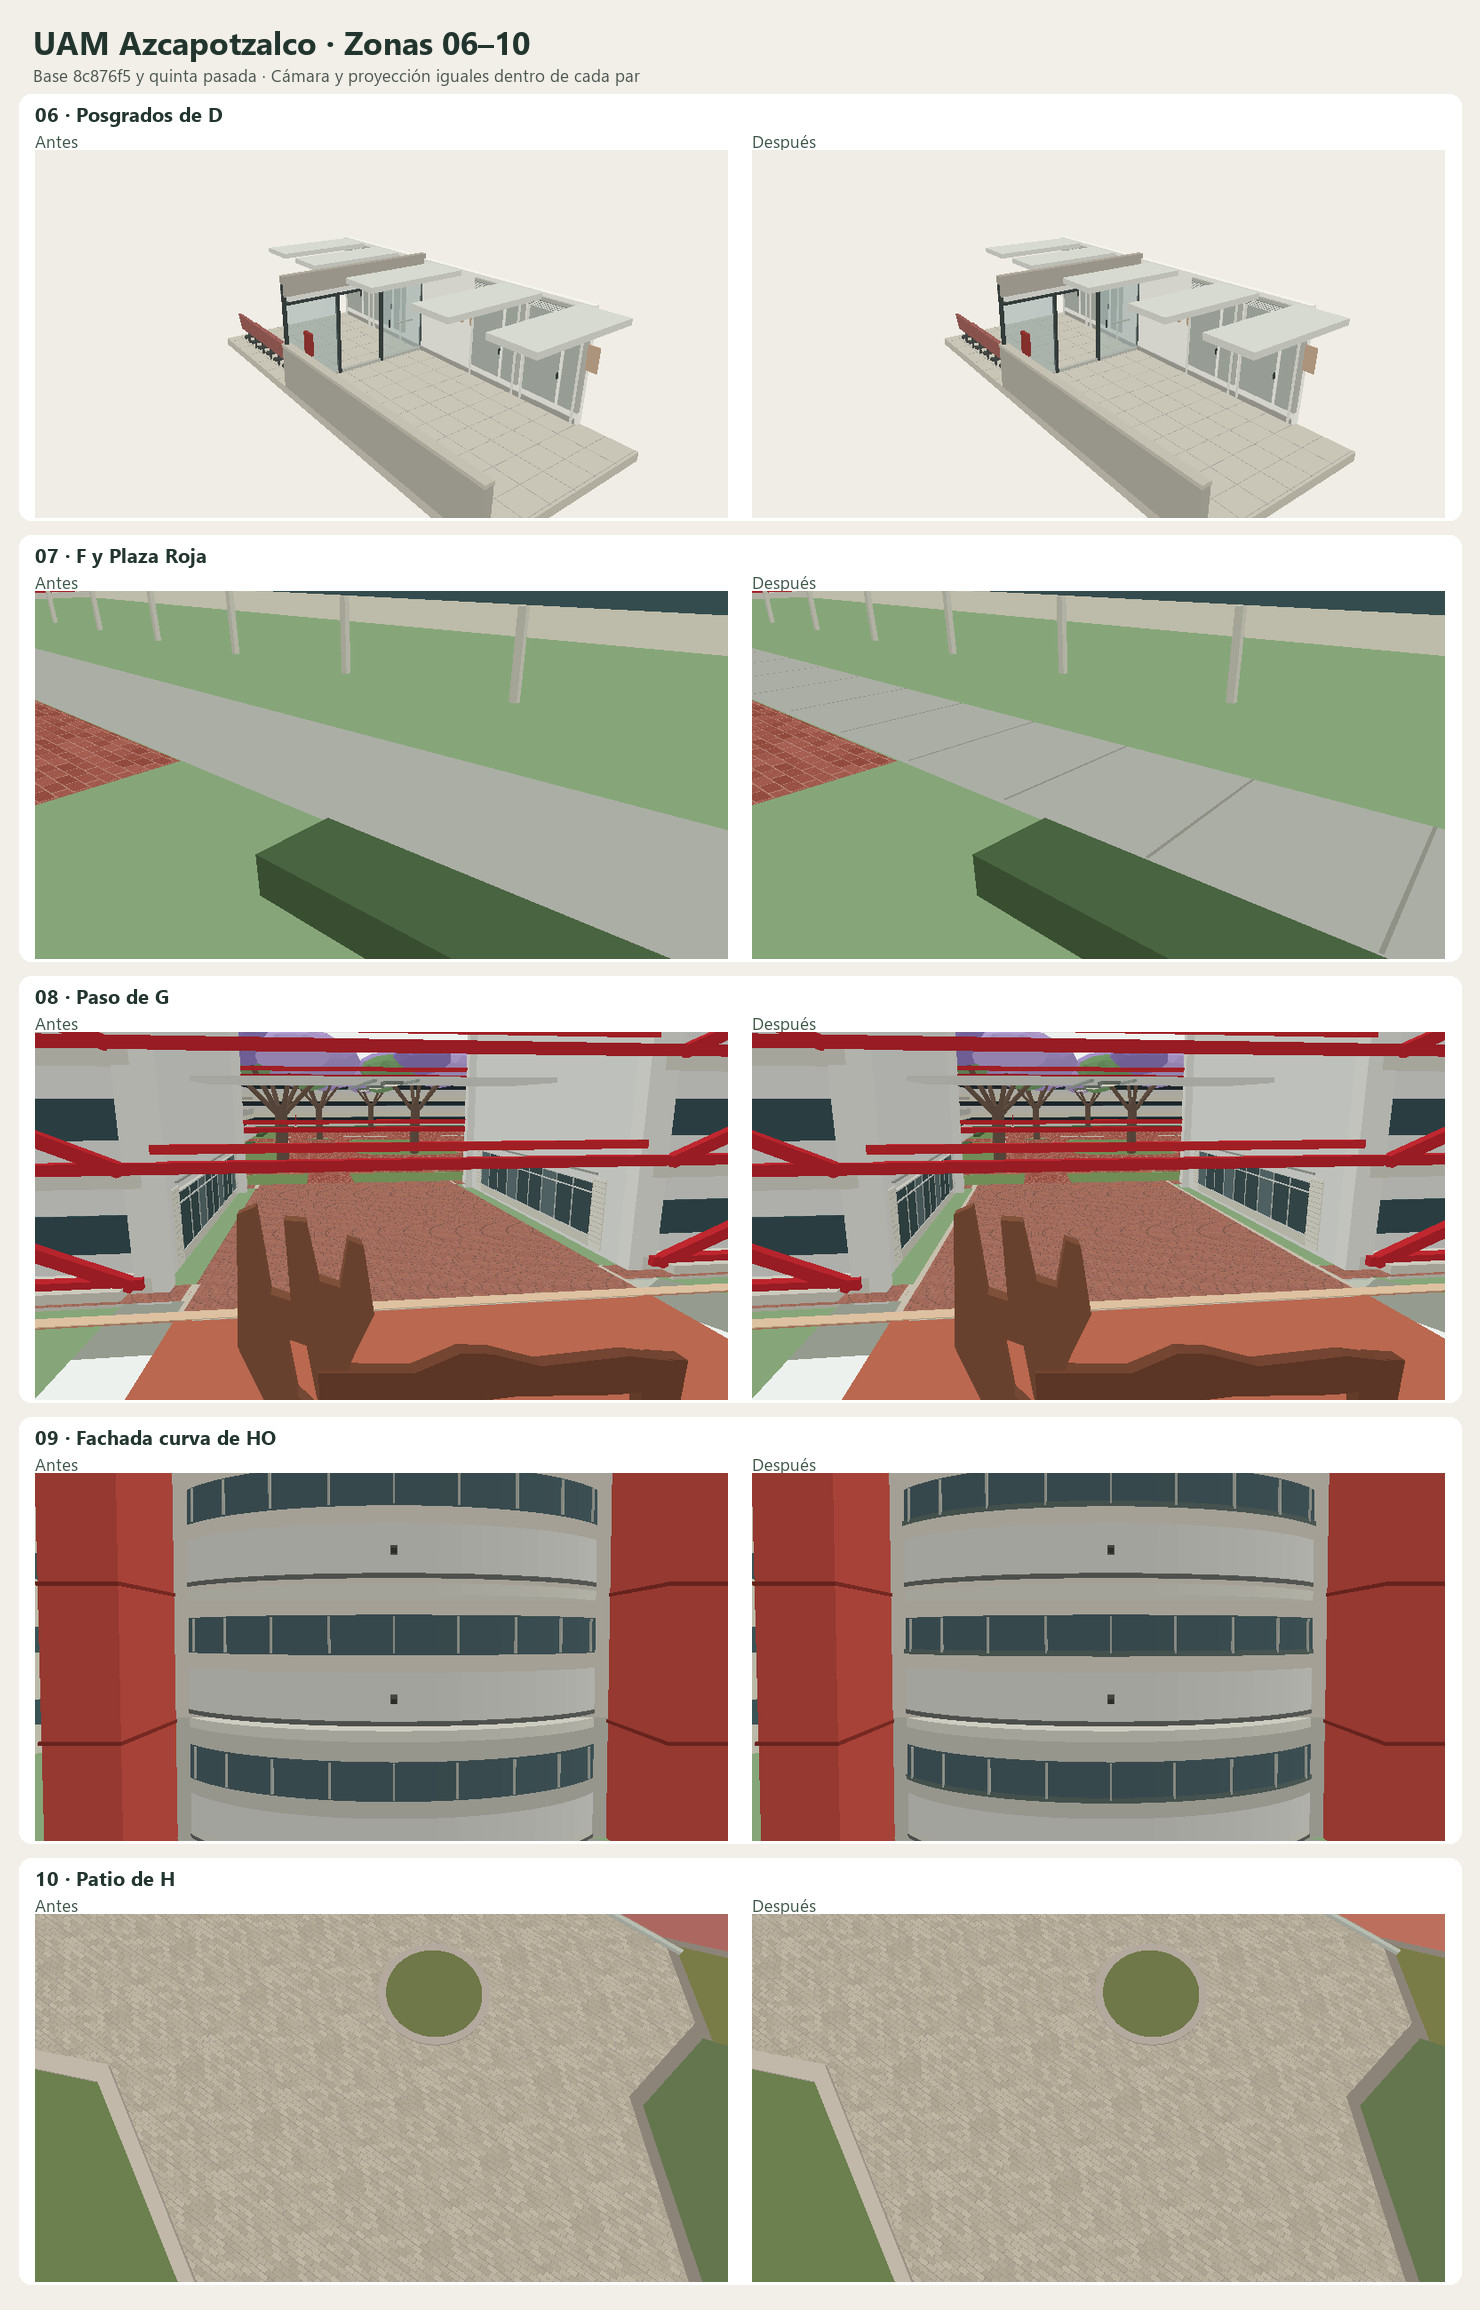 UAM Azcapotzalco · Zonas 06–10
Base 8c876f5 y quinta pasada · Cámara y proyección iguales dentro de cada par
06 · Posgrados de D
Antes
Después
07 · F y Plaza Roja
Antes
Después
08 · Paso de G
Antes
Después
09 · Fachada curva de HO
Antes
Después
10 · Patio de H
Antes
Después